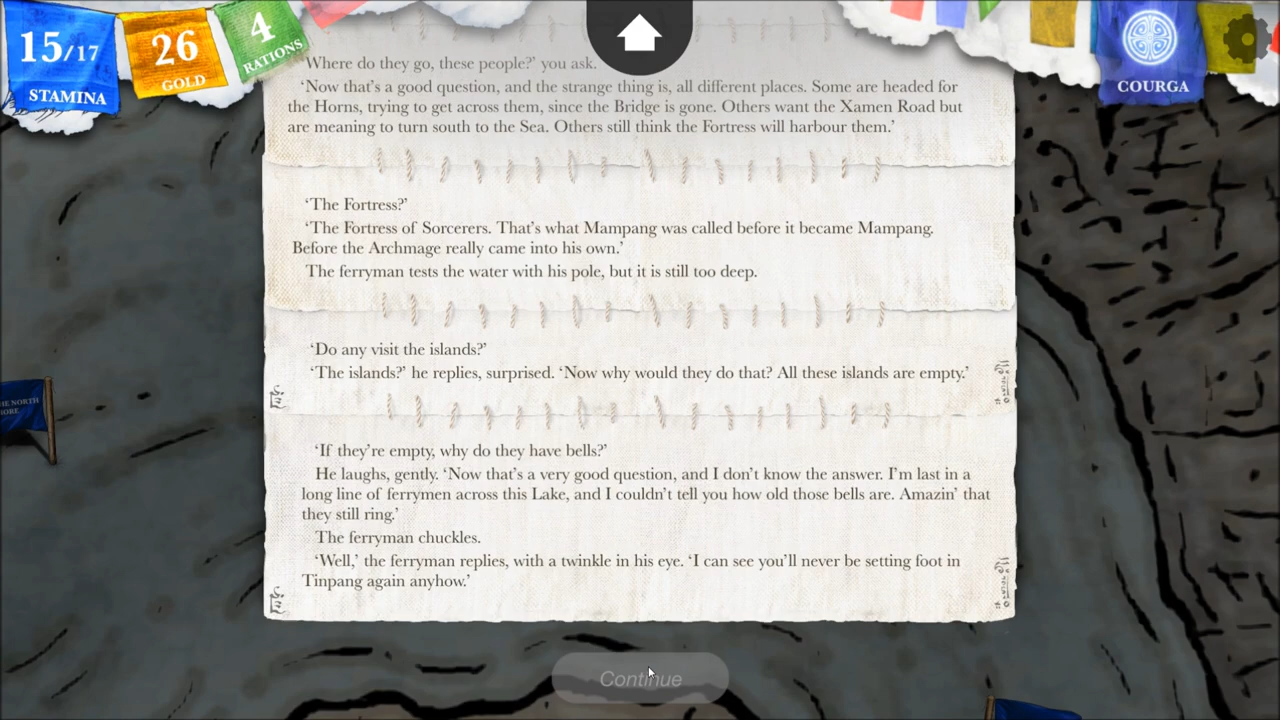 15/17
STAMINA
26
GOLD
4
RATIONS
COURGA
'Where do they go, these people?' you ask.
'Now that's a good question, and the strange thing is, all different places. Some are headed for
the Horns, trying to get across them, since the Bridge is gone. Others want the Xamen Road but
are meaning to turn south to the Sea. Others still think the Fortress will harbour them.'
'The Fortress?'
'The Fortress of Sorcerers. That's what Mampang was called before it became Mampang.
Before the Archmage really came into his own.'
The ferryman tests the water with his pole, but it is still too deep.
'Do any visit the islands?'
'The islands?' he replies, surprised. 'Now why would they do that? All these islands are empty.'
HE NORTH
ORE
'If they're empty, why do they have bells?'
He laughs, gently. 'Now that's a very good question, and I don't know the answer. I'm last in a
long line of ferrymen across this Lake, and I couldn't tell you how old those bells are. Amazin' that
they still ring.'
The ferryman chuckles.
'Well,' the ferryman replies, with a twinkle in his eye. 'I can see you'll never be setting foot in
Tinpang again anyhow.'
Continue